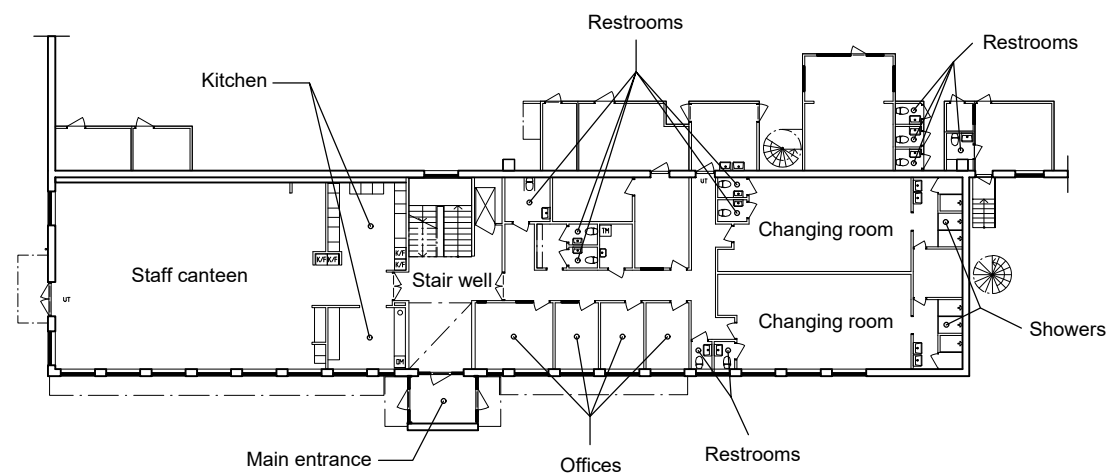 Restrooms
Restrooms
Kitchen
UT
TM
Changing room
K/F
K/F K/F
K/F
Staff canteen
Stair well
UT
Changing room
Showers
DM
Main entrance
Offices
Restrooms